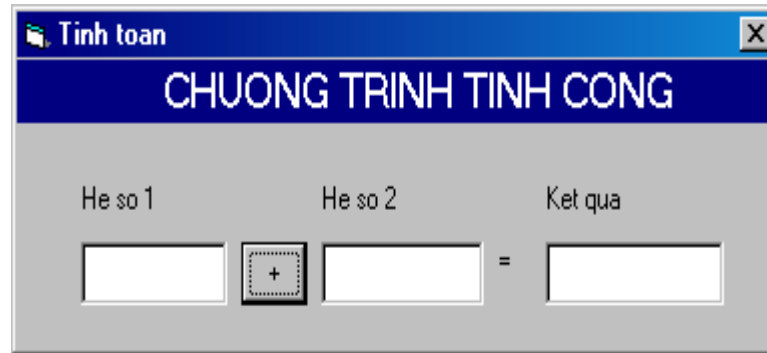 Tinh toan
CHUONG TRINH TINH CONG
He so 1 He so 2 Ket qua
+ =